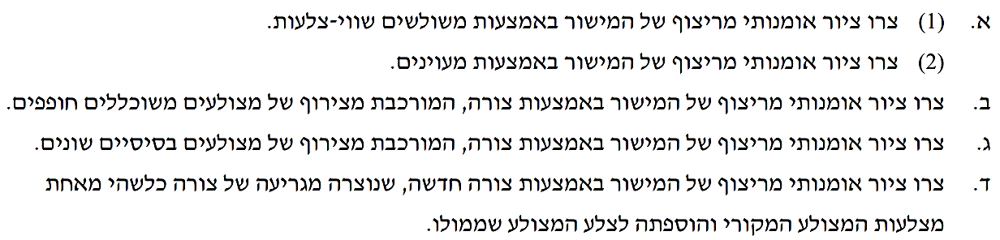 א. (1) צרו ציור אומנותי מריצוף של המישור באמצעות משולשים שווי-צלעות.
(2) צרו ציור אומנותי מריצוף של המישור באמצעות מעוינים.
ב. צרו ציור אומנותי מריצוף של המישור באמצעות צורה, המורכבת מצירוף של מצולעים משוכללים חופפים.
ג. צרו ציור אומנותי מריצוף של המישור באמצעות צורה, המורכבת מצירוף של מצולעים בסיסיים שונים.
ד. צרו ציור אומנותי מריצוף של המישור באמצעות צורה חדשה, שנוצרה מגריעה של צורה כלשהי מאחת
מצלעות המצולע המקורי והוספתה לצלע המצולע שממולו.